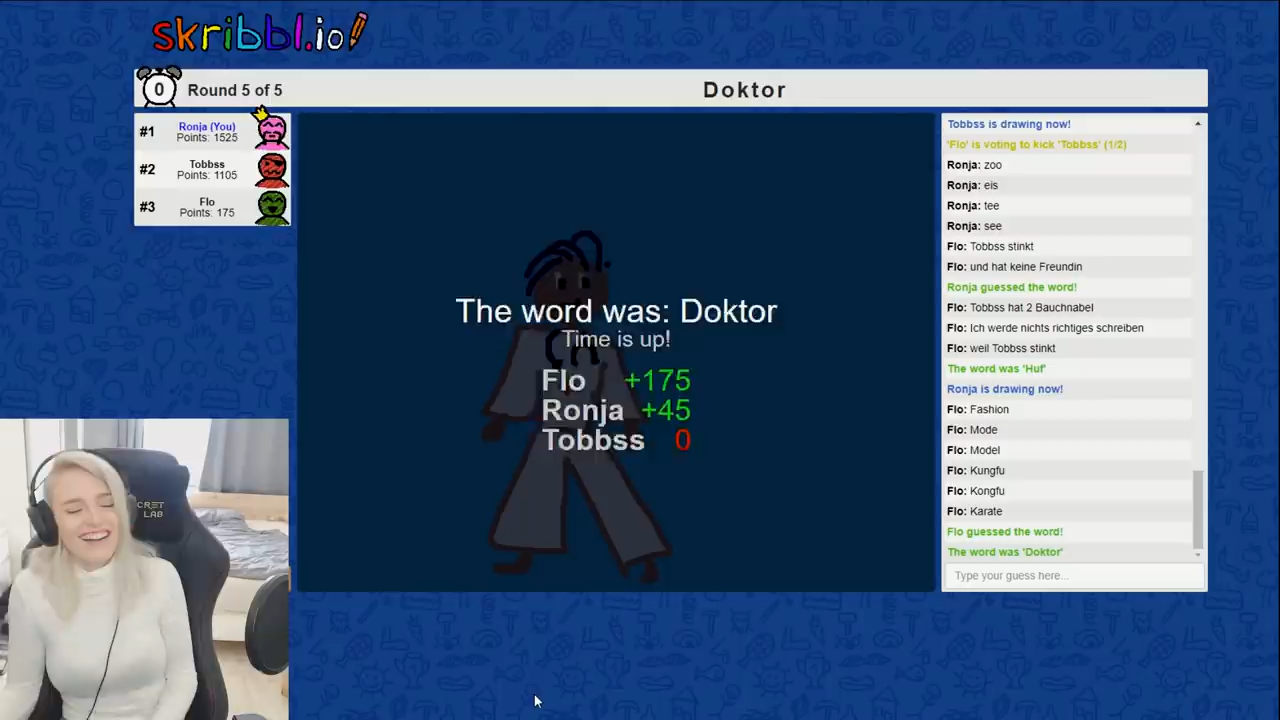 skribbl.io
0
Round 5 of 5
Doktor
#1
Ronja (You)
Points: 1525
#2
Tobbss
Points: 1105
#3
Flo
Points: 175
The word was: Doktor
Time is up!
Flo +175
Ronja +45
Tobbss 0
Tobbss is drawing now!
'Flo' is voting to kick 'Tobbss' (1/2)
Ronja: zoo
Ronja: eis
Ronja: tee
Ronja: see
Flo: Tobbss stinkt
Flo: und hat keine Freundin
Ronja guessed the word!
Flo: Tobbss hat 2 Bauchnabel
Flo: Ich werde nichts richtiges schreiben
Flo: weil Tobbss stinkt
The word was 'Huf'
Ronja is drawing now!
Flo: Fashion
Flo: Mode
Flo: Model
Flo: Kungfu
Flo: Kongfu
Flo: Karate
Flo guessed the word!
The word was 'Doktor'
Type your guess here...
CRET
LAB